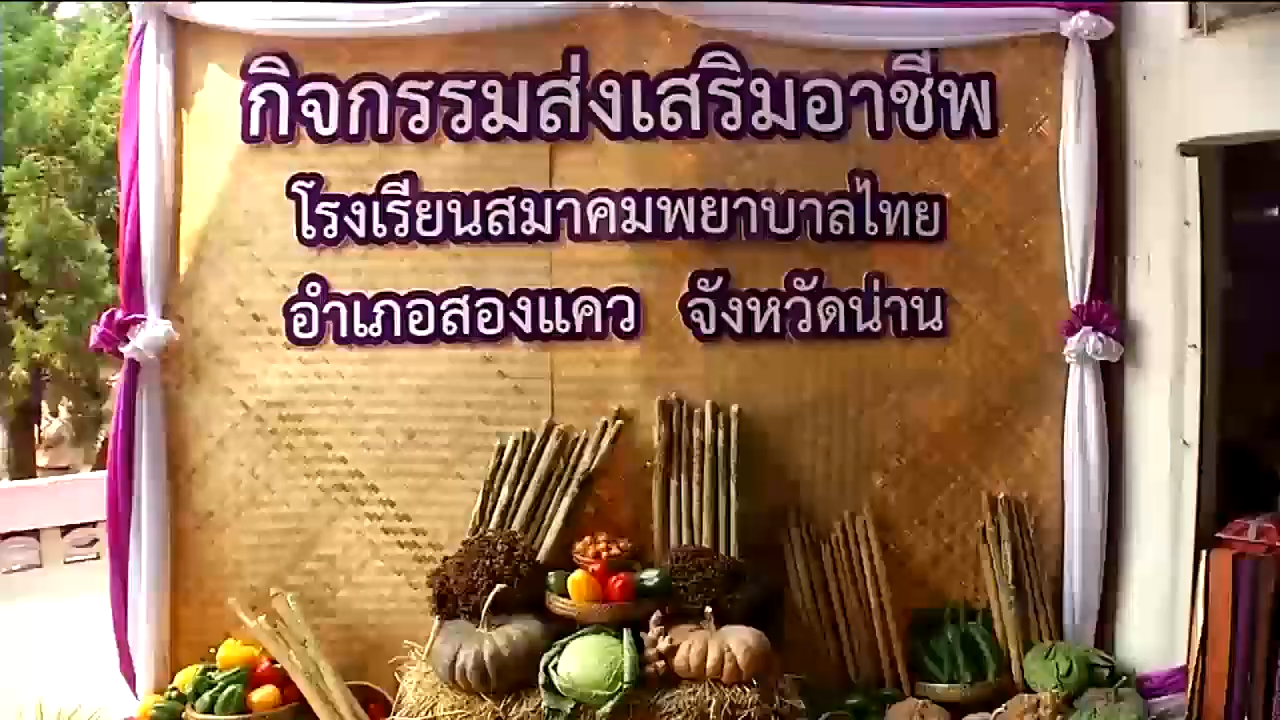 กิจกรรมส่งเสริมอาชีพ
โรงเรียนสมาคมพยาบาลไทย
อำเภอสองแคว จังหวัดน่าน